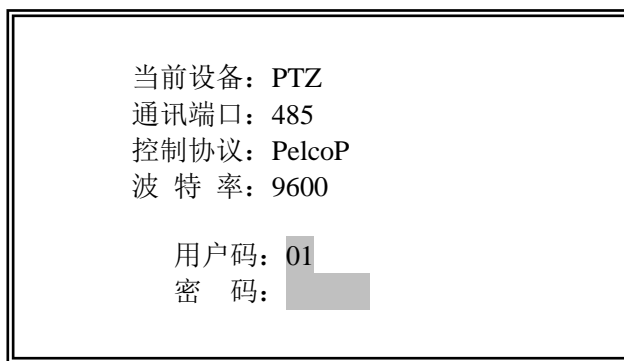 当前设备：PTZ
通讯端口：485
控制协议：PelcoP
波 特 率：9600
用户码：01
密 码：